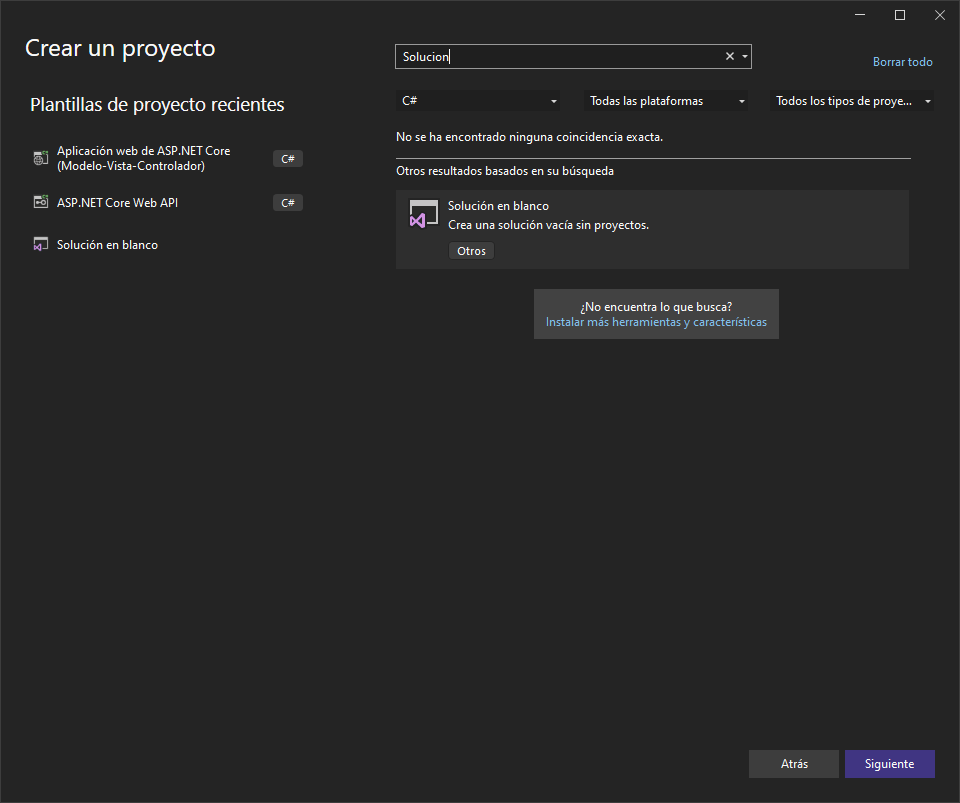 Crear un proyecto
Solucion
Borrar todo
Plantillas de proyecto recientes
C#
Todas las plataformas
Todos los tipos de proye...
No se ha encontrado ninguna coincidencia exacta.
Aplicación web de ASP.NET Core
(Modelo-Vista-Controlador)
C#
ASP.NET Core Web API
C#
Solución en blanco
Otros resultados basados en su búsqueda
Solución en blanco
Crea una solución vacía sin proyectos.
Otros
¿No encuentra lo que busca?
Instalar más herramientas y características
Atrás
Siguiente